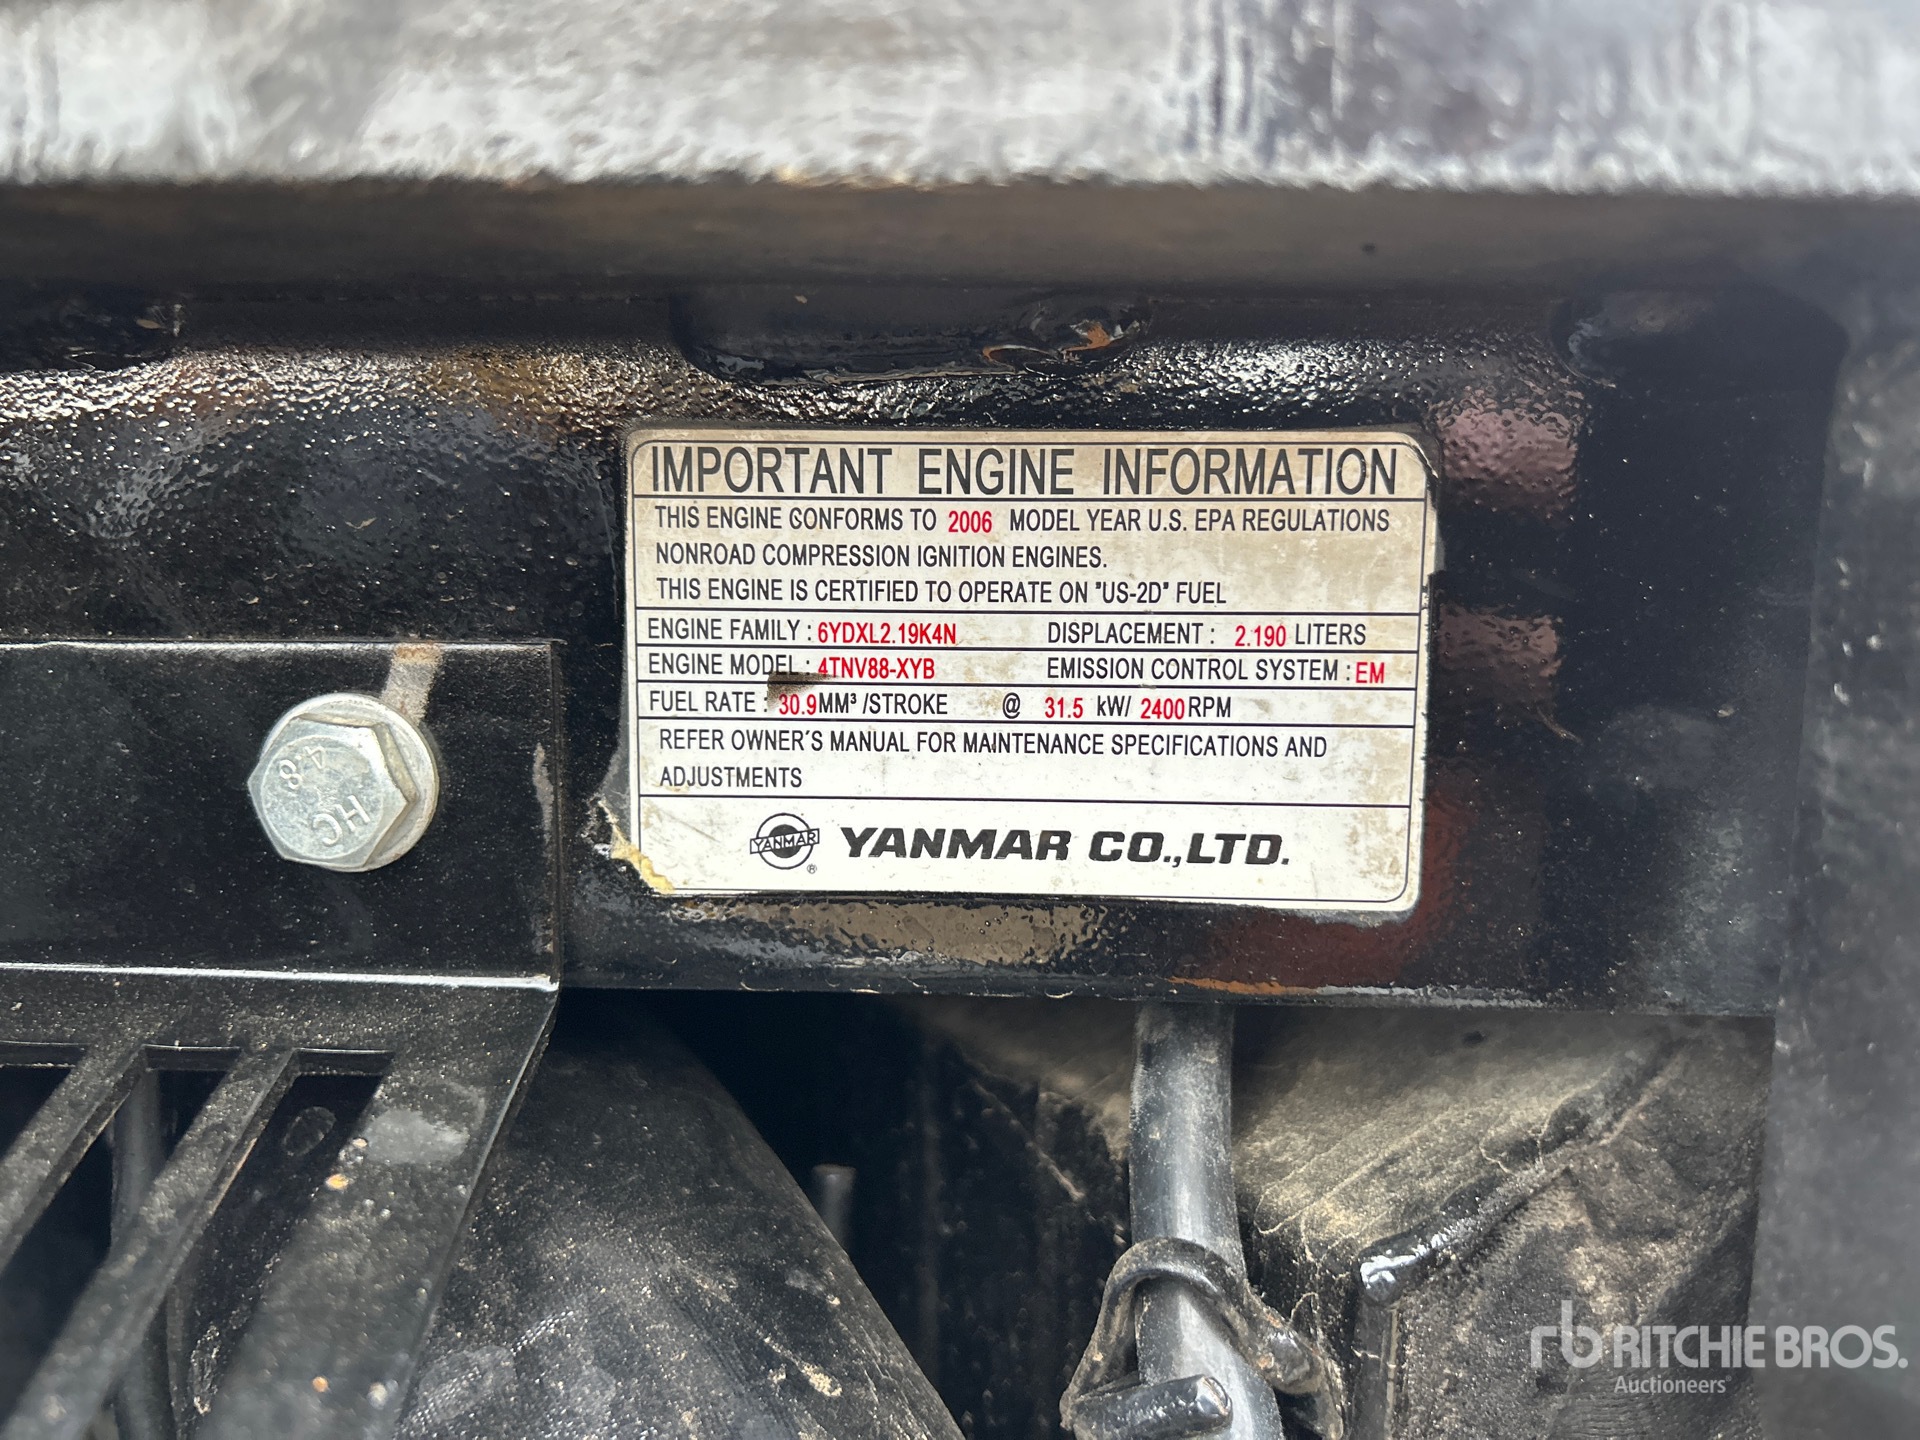 IMPORTANT ENGINE INFORMATION
THIS ENGINE CONFORMS TO 2006 MODEL YEAR U.S. EPA REGULATIONS
NONROAD COMPRESSION IGNITION ENGINES.
THIS ENGINE IS CERTIFIED TO OPERATE ON "US-2D" FUEL
ENGINE FAMILY : 6YDXL2.19K4N DISPLACEMENT : 2.190 LITERS
ENGINE MODEL : 4TNV88-XYB EMISSION CONTROL SYSTEM : EM
FUEL RATE : 30.9 MM³ /STROKE @ 31.5 kW/ 2400 RPM
REFER OWNER'S MANUAL FOR MAINTENANCE SPECIFICATIONS AND
ADJUSTMENTS
YANMAR ® YANMAR CO.,LTD.
4.8
HC
rb RITCHIE BROS.
Auctioneers